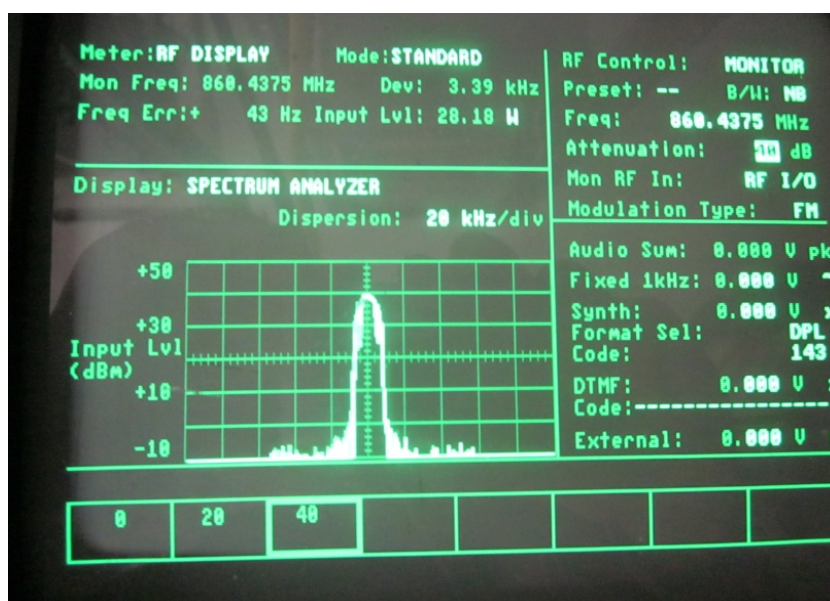 Meter:RF DISPLAY Mode:STANDARD
Mon Freq: 860.4375 MHz Dev: 3.39 kHz
Freq Err:+ 43 Hz Input Lvl: 28.18 W
RF Control: MONITOR
Preset: -- B/W: NB
Freq: 860.4375 MHz
Attenuation: 40 dB
Mon RF In: RF I/O
Modulation Type: FM
Display: SPECTRUM ANALYZER
Dispersion: 20 kHz/div
+50
+30
Input Lvl
(dBm)
+10
-10
Audio Sum: 0.000 V pk
Fixed 1kHz: 0.000 V ~
Synth: 0.000 V
Format Sel: DPL
Code: 143
DTMF: 0.000 V
Code:----------------
External: 0.000 V
0 20 40